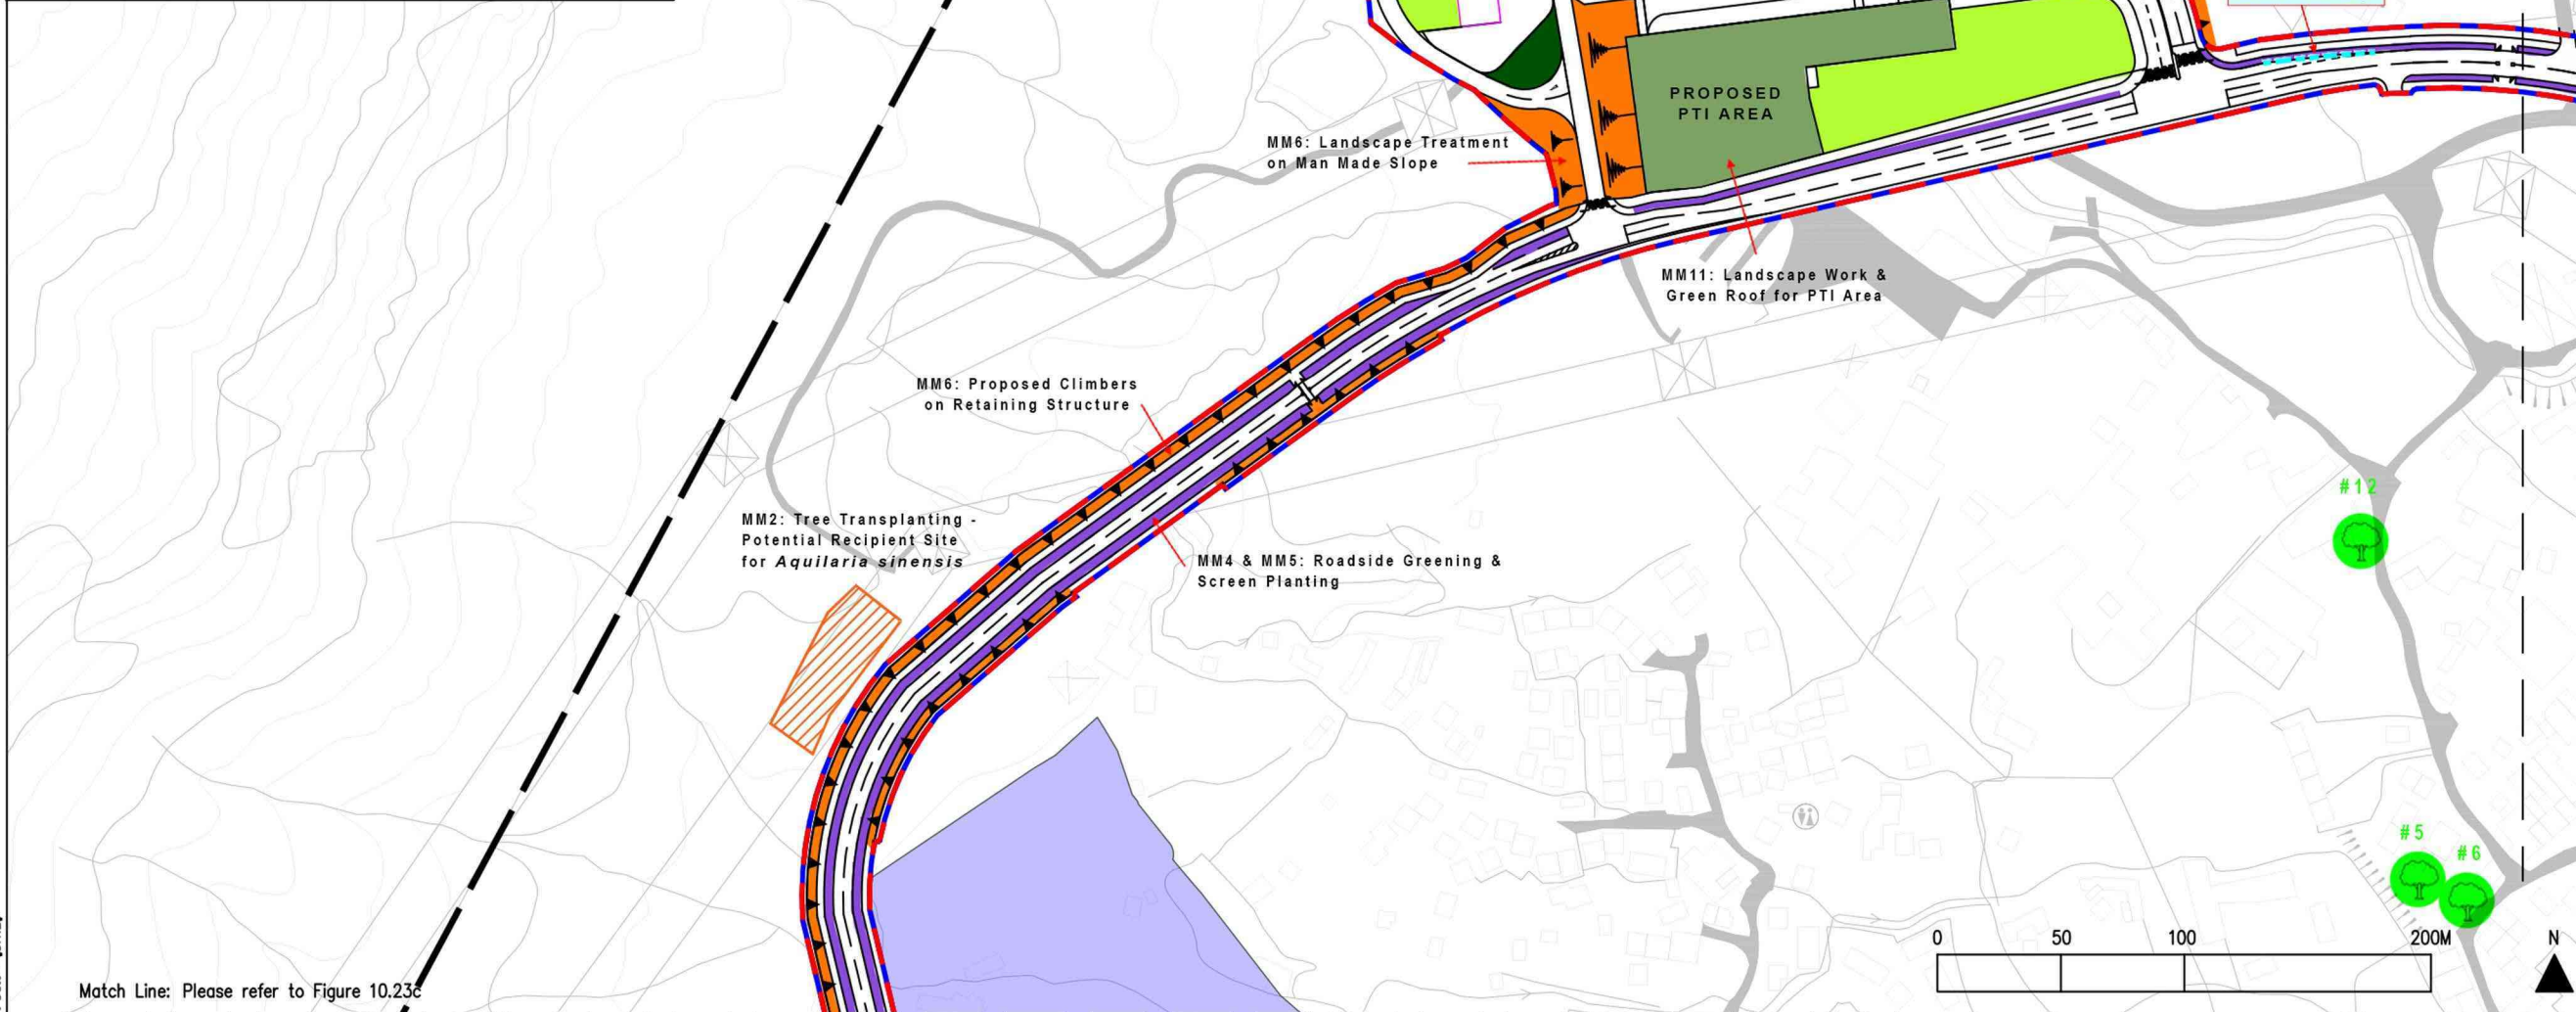 PROPOSED
PTI AREA
MM6: Landscape Treatment
on Man Made Slope
MM11: Landscape Work &
Green Roof for PTI Area
MM6: Proposed Climbers
on Retaining Structure
MM2: Tree Transplanting -
Potential Recipient Site
for Aquilaria sinensis
MM4 & MM5: Roadside Greening &
Screen Planting
#12
#5
#6
0 50 100 200M
N
Match Line: Please refer to Figure 10.23c